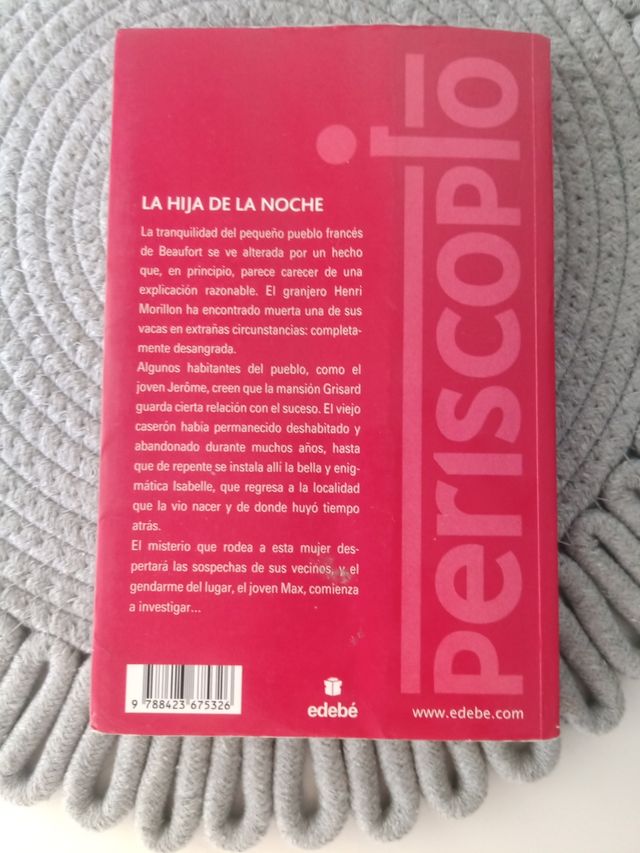 LA HIJA DE LA NOCHE
La tranquilidad del pequeño pueblo francés
de Beaufort se ve alterada por un hecho
que, en principio, parece carecer de una
explicación razonable. El granjero Henri
Morillon ha encontrado muerta una de sus
vacas en extrañas circunstancias: completa-
mente desangrada.
Algunos habitantes del pueblo, como el
joven Jerôme, creen que la mansión Grisard
guarda cierta relación con el suceso. El viejo
caserón había permanecido deshabitado y
abandonado durante muchos años, hasta
que de repente se instala allí la bella y enig-
mática Isabelle, que regresa a la localidad
que la vio nacer y de donde huyó tiempo
atrás.
El misterio que rodea a esta mujer des-
pertará las sospechas de sus vecinos, y el
gendarme del lugar, el joven Max, comienza
a investigar...
periscopio
9 788423 675326
edebé
www.edebe.com